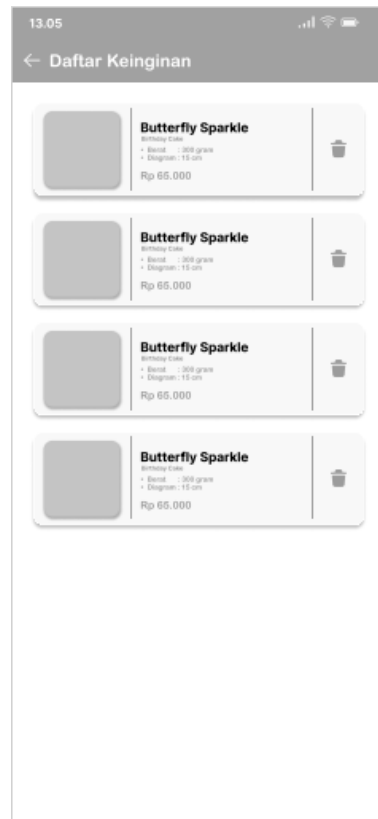 13.05
Daftar Keinginan
Butterfly Sparkle
Birthday Cake
• Berat : 300 gram
• Diagram : 15 cm
Rp 65.000
Butterfly Sparkle
Birthday Cake
• Berat : 300 gram
• Diagram : 15 cm
Rp 65.000
Butterfly Sparkle
Birthday Cake
• Berat : 300 gram
• Diagram : 15 cm
Rp 65.000
Butterfly Sparkle
Birthday Cake
• Berat : 300 gram
• Diagram : 15 cm
Rp 65.000